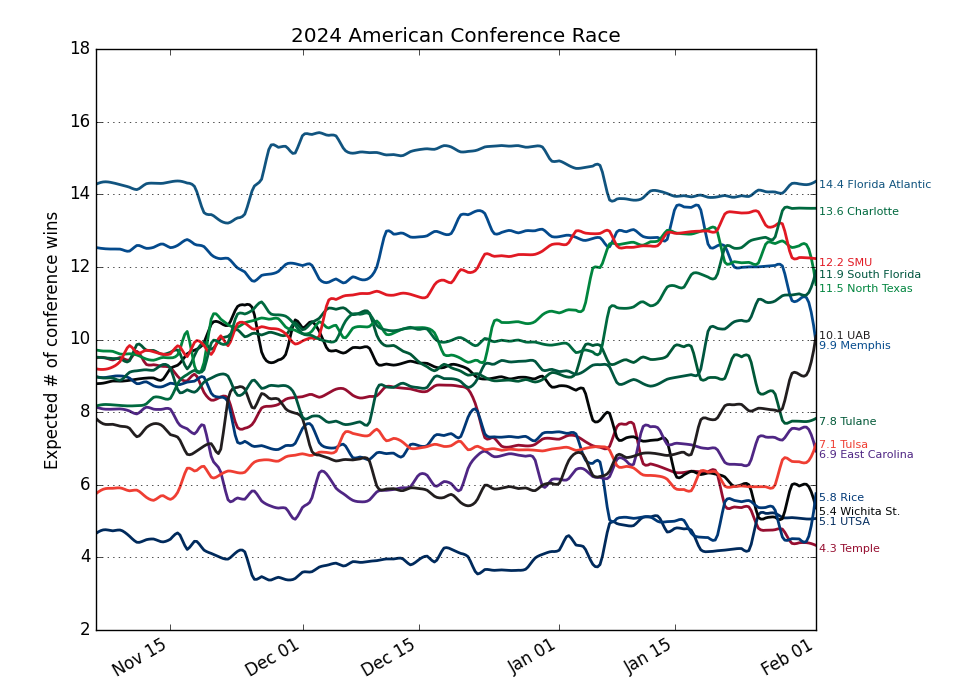 2024 American Conference Race
Expected # of conference wins
18
16
14
12
10
8
6
4
2
14.4 Florida Atlantic
13.6 Charlotte
12.2 SMU
11.9 South Florida
11.5 North Texas
10.1 UAB
9.9 Memphis
7.8 Tulane
7.1 Tulsa
6.9 East Carolina
5.8 Rice
5.4 Wichita St.
5.1 UTSA
4.3 Temple
Nov 15
Dec 01
Dec 15
Jan 01
Jan 15
Feb 01